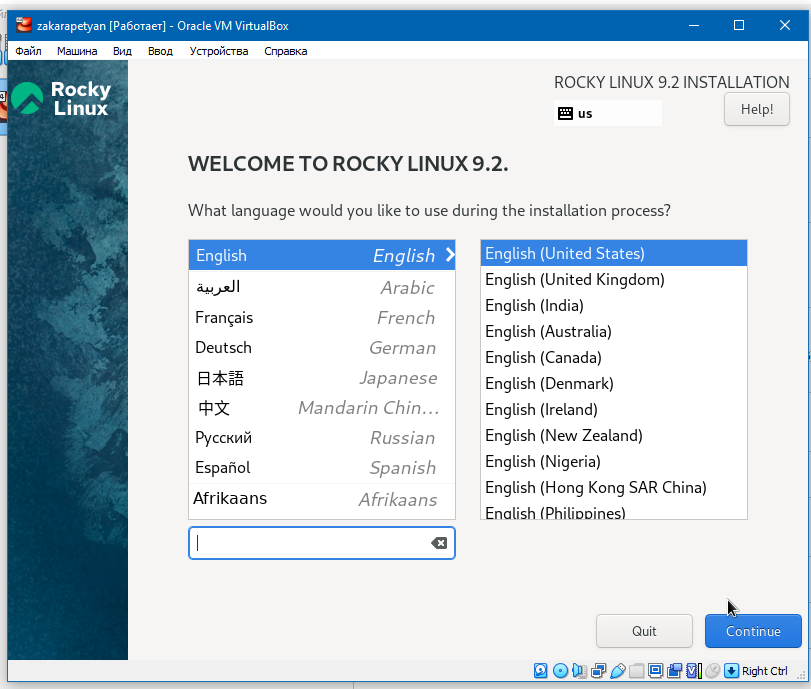 zakarapetyan [Работает] - Oracle VM VirtualBox
Файл Машина Вид Ввод Устройства Справка
Rocky
Linux
ROCKY LINUX 9.2 INSTALLATION
us
Help!
WELCOME TO ROCKY LINUX 9.2.
What language would you like to use during the installation process?
English English
العربية Arabic
Français French
Deutsch German
日本語 Japanese
中文 Mandarin Chin...
Русский Russian
Español Spanish
Afrikaans Afrikaans
English (United States)
English (United Kingdom)
English (India)
English (Australia)
English (Canada)
English (Denmark)
English (Ireland)
English (New Zealand)
English (Nigeria)
English (Hong Kong SAR China)
English (Philippines)
Quit
Continue
Right Ctrl